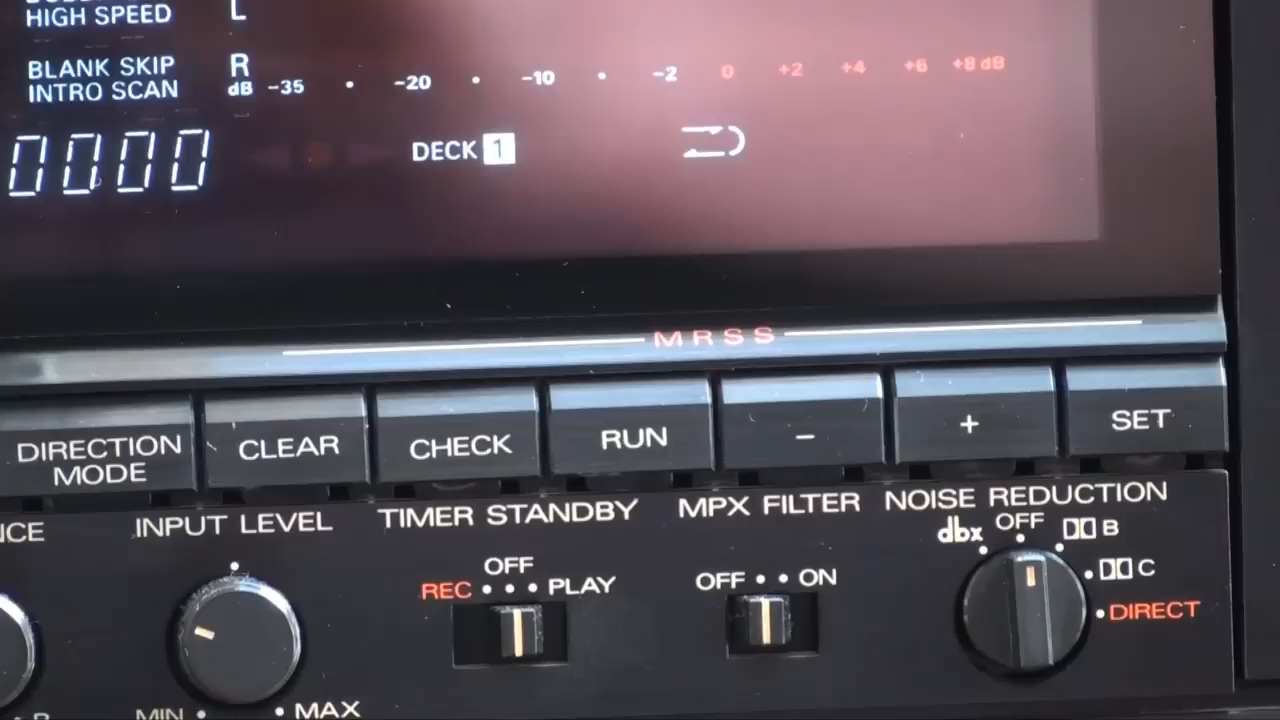 HIGH SPEED L
BLANK SKIP R
INTRO SCAN dB -35 • -20 • -10 • -2 0 +2 +4 +6 +8 dB
0000 DECK 1
MRSS
DIRECTION MODE CLEAR CHECK RUN - + SET
INPUT LEVEL TIMER STANDBY MPX FILTER NOISE REDUCTION
dbx OFF B
REC OFF PLAY OFF ON C
DIRECT
MIN MAX